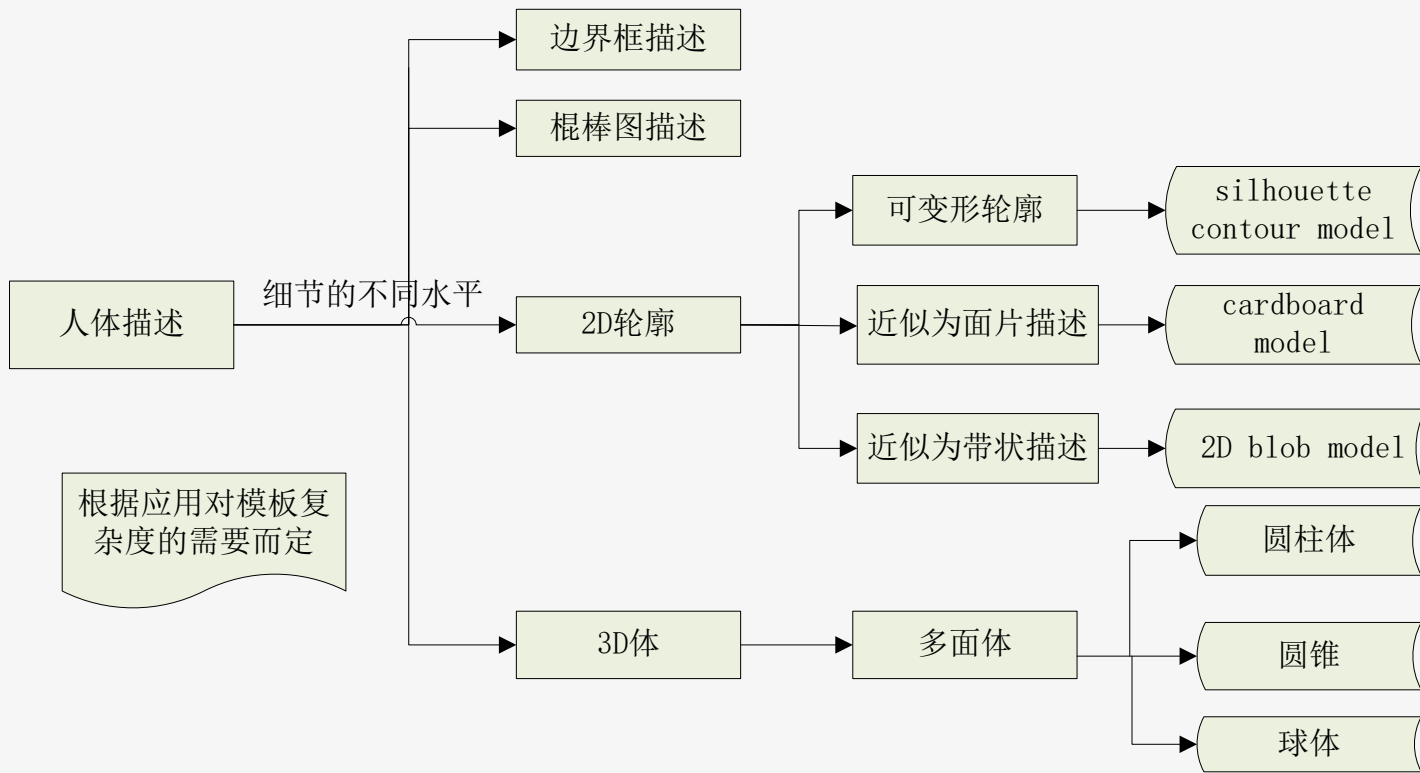 边界框描述
棍棒图描述
可变形轮廓
silhouette
contour model
人体描述
细节的不同水平
2D轮廓
近似为面片描述
cardboard
model
近似为带状描述
2D blob model
根据应用对模板复
杂度的需要而定
圆柱体
3D体
多面体
圆锥
球体